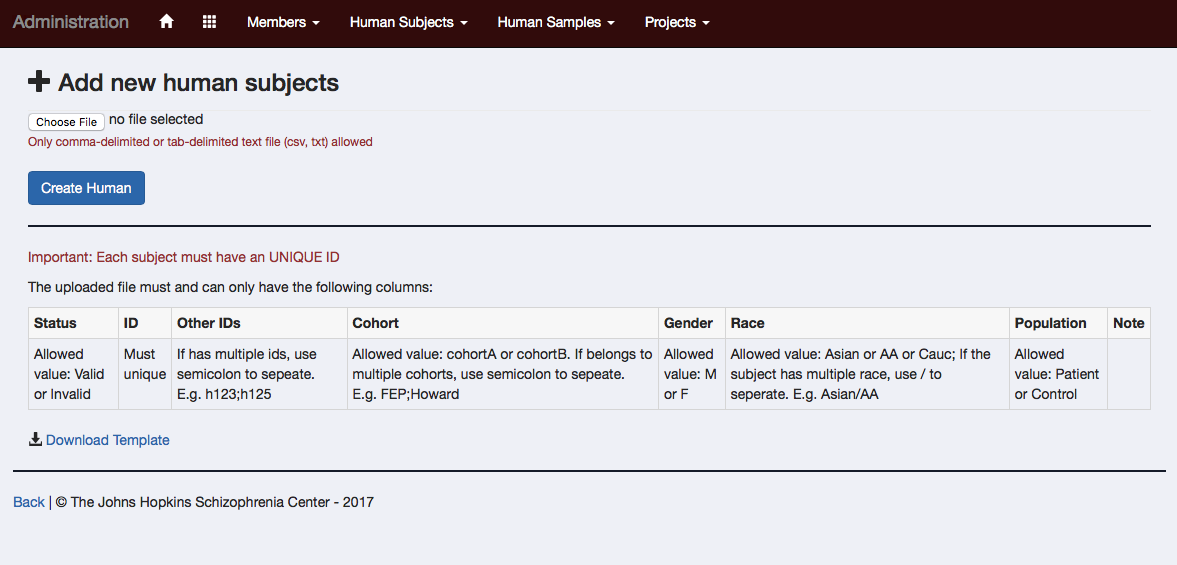 Administration Members Human Subjects Human Samples Projects
Add new human subjects
Choose File no file selected
Only comma-delimited or tab-delimited text file (csv, txt) allowed
Create Human
Important: Each subject must have an UNIQUE ID
The uploaded file must and can only have the following columns:
Status ID Other IDs Cohort Gender Race Population Note
Allowed Must If has multiple ids, use Allowed value: cohortA or cohortB. If belongs to Allowed Allowed value: Asian or AA or Cauc; If the Allowed
value: Valid unique semicolon to sepeate. multiple cohorts, use semicolon to sepeate. value: M subject has multiple race, use / to value: Patient
or Invalid E.g. h123;h125 E.g. FEP;Howard or F seperate. E.g. Asian/AA or Control
Download Template
Back | © The Johns Hopkins Schizophrenia Center - 2017